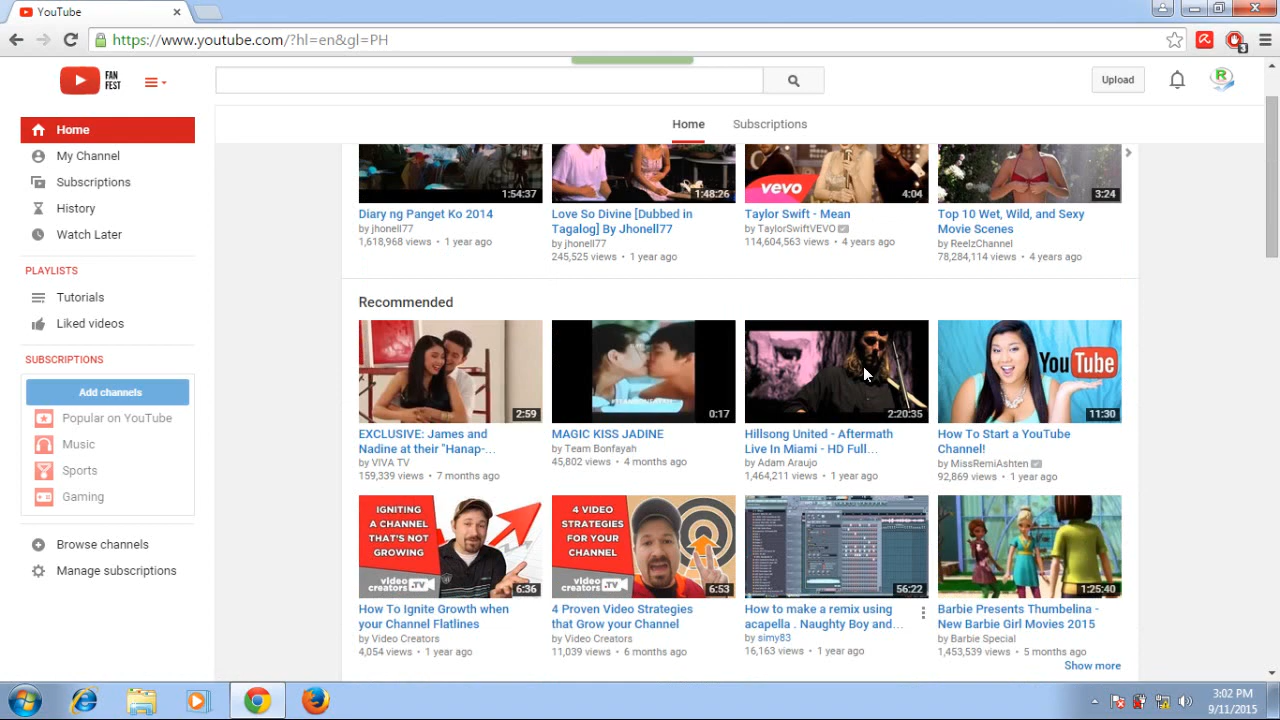 YouTube
https://www.youtube.com/?hl=en&gl=PH
3
FAN
FEST
Upload
R
Home
Subscriptions
Home
My Channel
Subscriptions
History
Watch Later
PLAYLISTS
Tutorials
Liked videos
SUBSCRIPTIONS
Add channels
Popular on YouTube
Music
Sports
Gaming
Browse channels
Manage subscriptions
1:54:37
Diary ng Panget Ko 2014
by jhonell77
1,618,968 views • 1 year ago
1:48:26
Love So Divine [Dubbed in
Tagalog] By Jhonell77
by jhonell77
245,525 views • 1 year ago
vevo
4:04
Taylor Swift - Mean
by TaylorSwiftVEVO
114,604,563 views • 4 years ago
3:24
Top 10 Wet, Wild, and Sexy
Movie Scenes
by ReelzChannel
78,284,114 views • 4 years ago
Recommended
2:59
EXCLUSIVE: James and
Nadine at their "Hanap-...
by VIVA TV
159,339 views • 7 months ago
0:17
MAGIC KISS JADINE
by Team Bonfayah
45,802 views • 4 months ago
2:20:35
Hillsong United - Aftermath
Live In Miami - HD Full...
by Adam Araujo
1,464,211 views • 1 year ago
YouTube
11:30
How To Start a YouTube
Channel!
by MissRemiAshten
92,869 views • 1 year ago
IGNITING
A CHANNEL
THAT'S NOT
GROWING
video
creators.TV
6:36
How To Ignite Growth when
your Channel Flatlines
by Video Creators
4,054 views • 1 year ago
4 VIDEO
STRATEGIES
FOR YOUR
CHANNEL
video
creators.TV
6:53
4 Proven Video Strategies
that Grow your Channel
by Video Creators
11,039 views • 6 months ago
56:22
How to make a remix using
acapella . Naughty Boy and...
by simy83
16,163 views • 1 year ago
1:25:40
Barbie Presents Thumbelina -
New Barbie Girl Movies 2015
by Barbie Special
1,453,539 views • 5 months ago
Show more
3:02 PM
9/11/2015